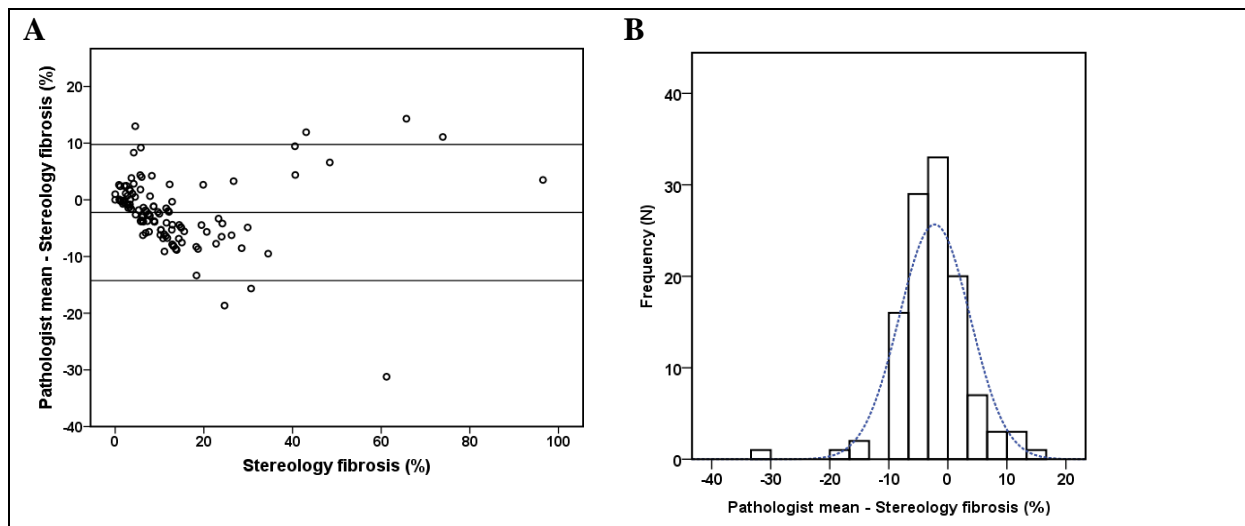 A
Pathologist mean - Stereology fibrosis (%)
20
10
0
-10
-20
-30
-40
0 20 40 60 80 100
Stereology fibrosis (%)
B
Frequency (N)
40
30
20
10
0
-40 -30 -20 -10 0 10 20
Pathologist mean - Stereology fibrosis (%)